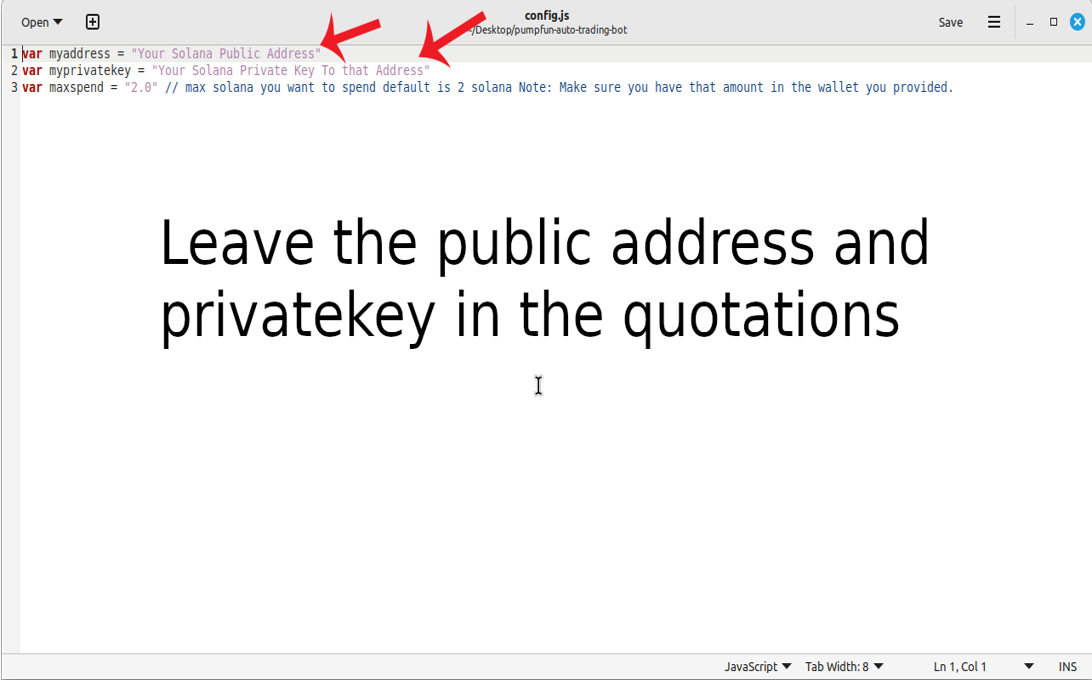 Open
config.js
Save
~/Desktop/pumpfun-auto-trading-bot
1 var myaddress = "Your Solana Public Address"
2 var myprivatekey = "Your Solana Private Key To that Address"
3 var maxspend = "2.0" // max solana you want to spend default is 2 solana Note: Make sure you have that amount in the wallet you provided.
Leave the public address and
privatekey in the quotations
JavaScript Tab Width: 8 Ln 1, Col 1 INS